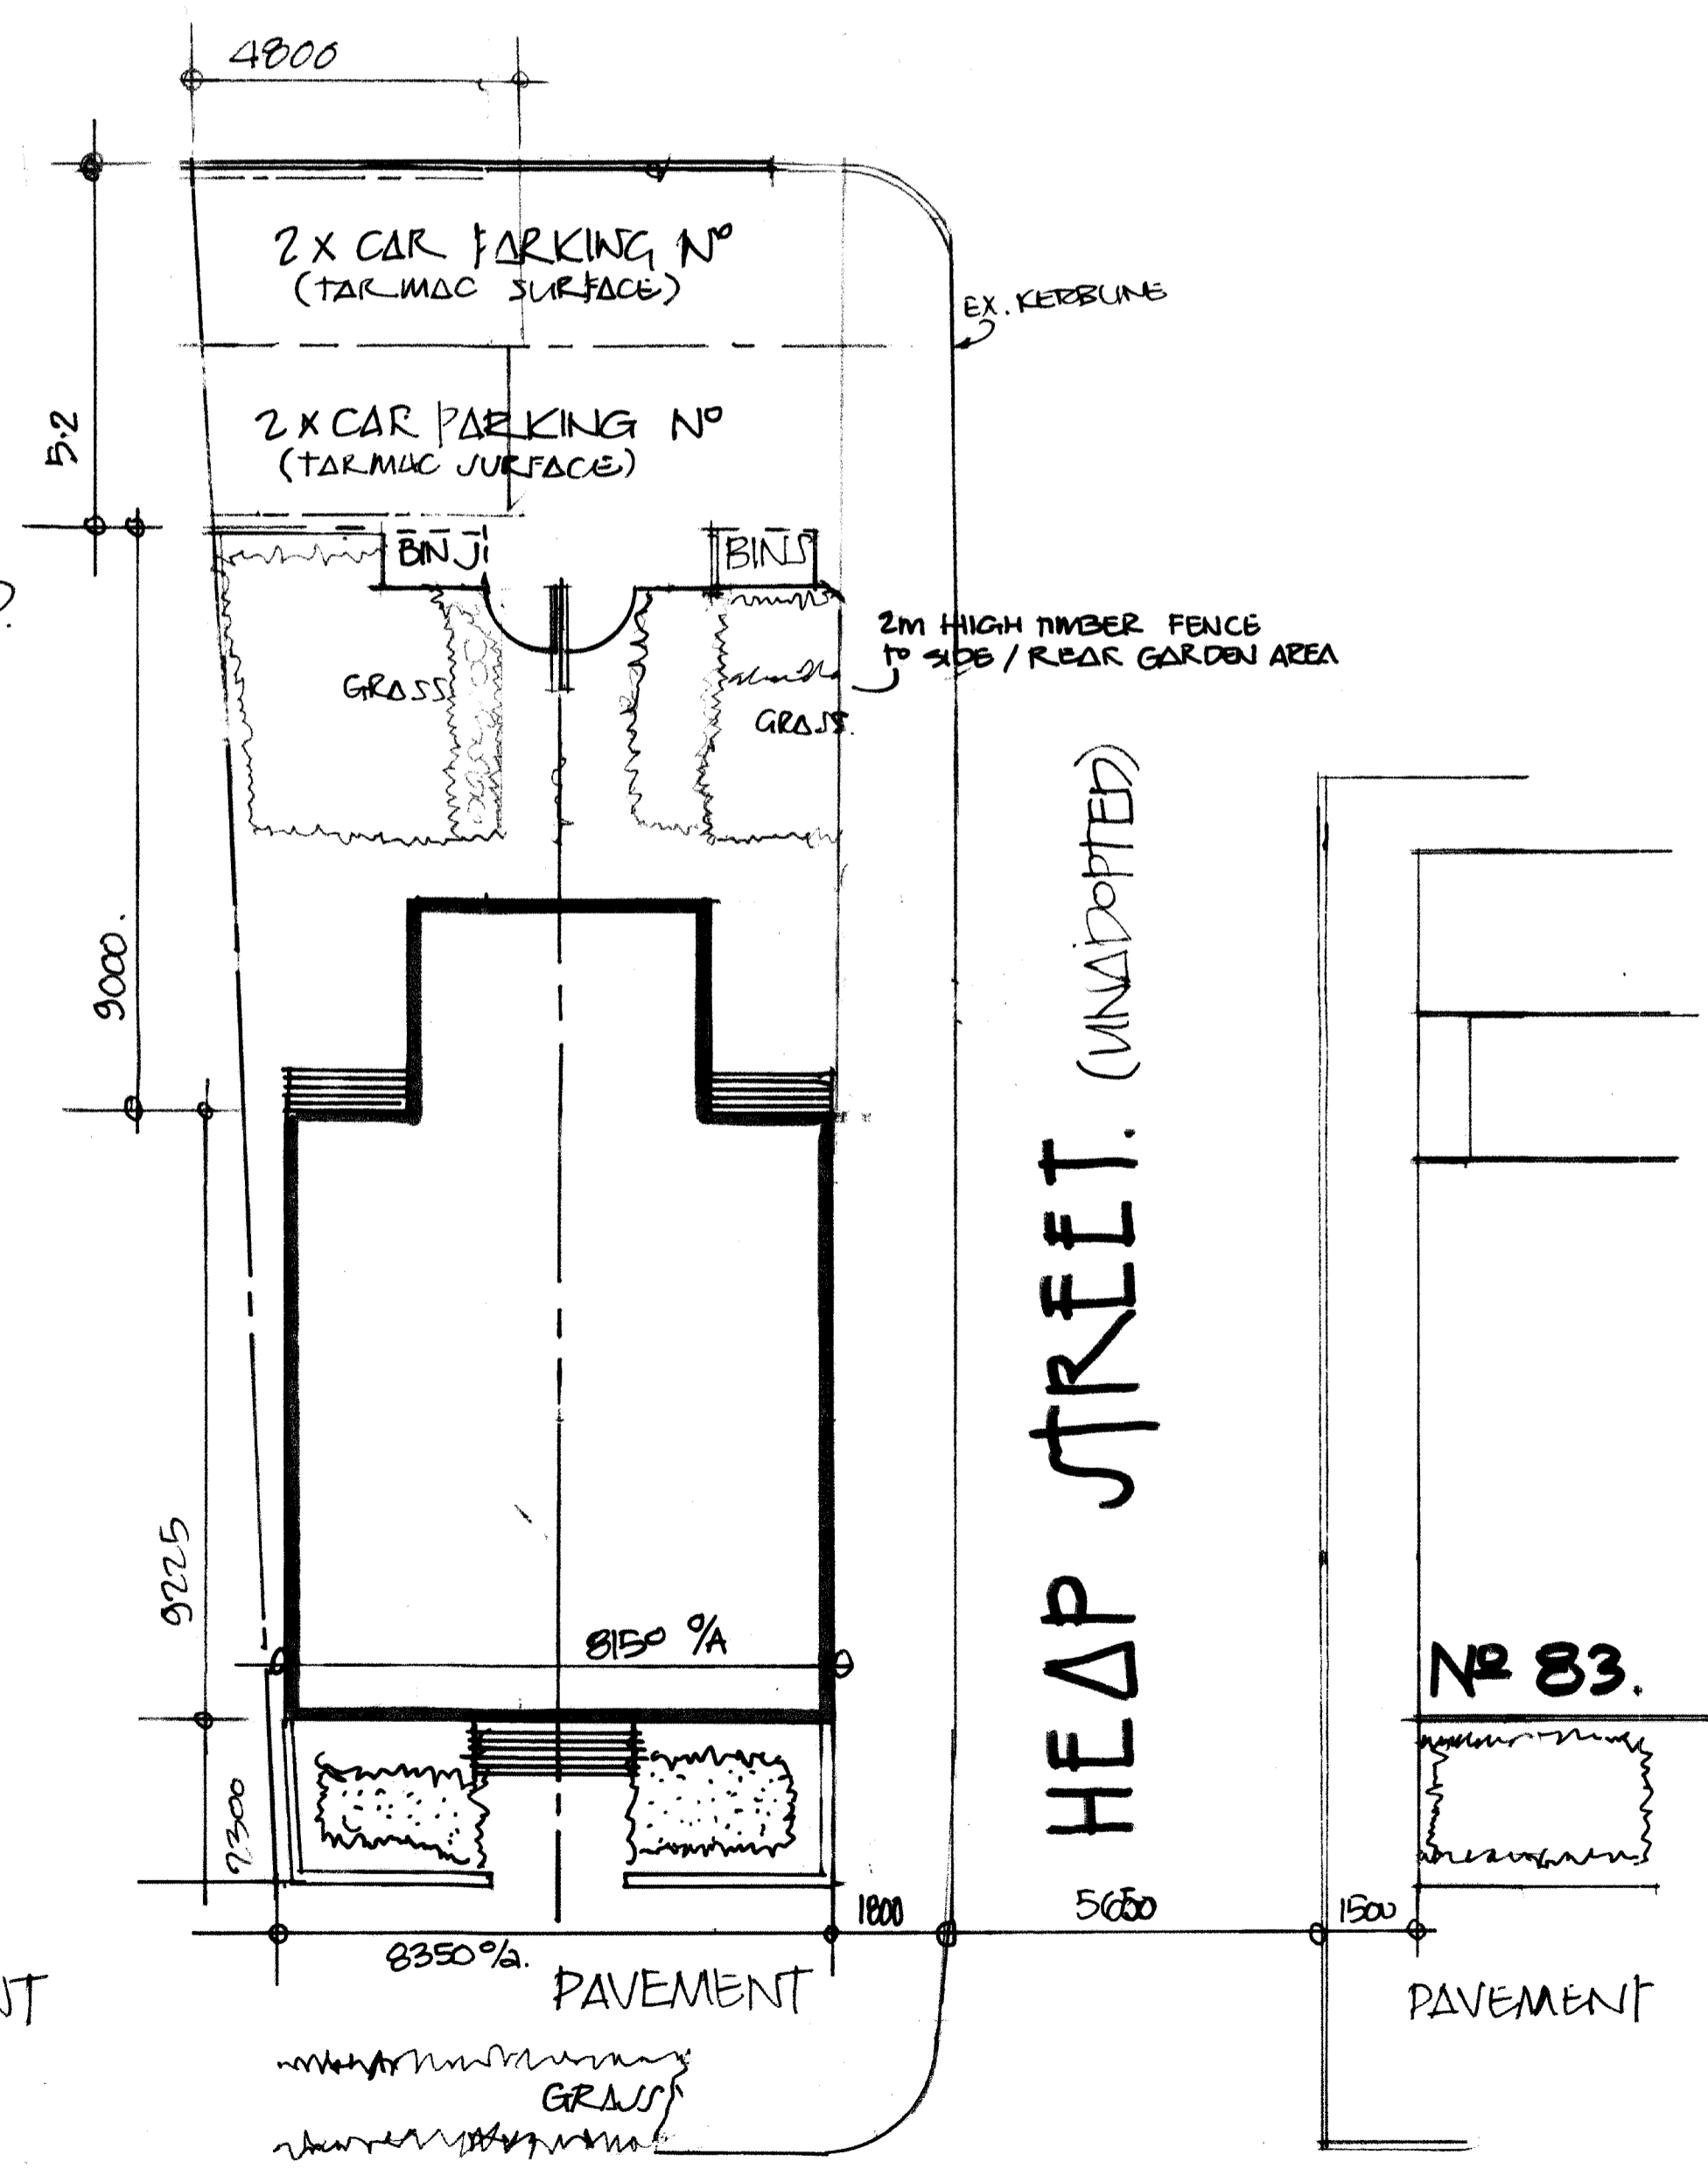 4800
2 X CAR PARKING Nº
(TARMAC SURFACE)
EX. KERBLINE
5.2
2 X CAR PARKING Nº
(TARMAC SURFACE)
BINS
BINS
2M HIGH TIMBER FENCE
TO SIDE / REAR GARDEN AREA
GRASS
GRASS.
9000.
HEAP STREET. (UNADOPTED)
9225
8150 O/A
Nº 83.
2300
1800
5650
1500
8350 O/A.
PAVEMENT
PAVEMENT
GRASS